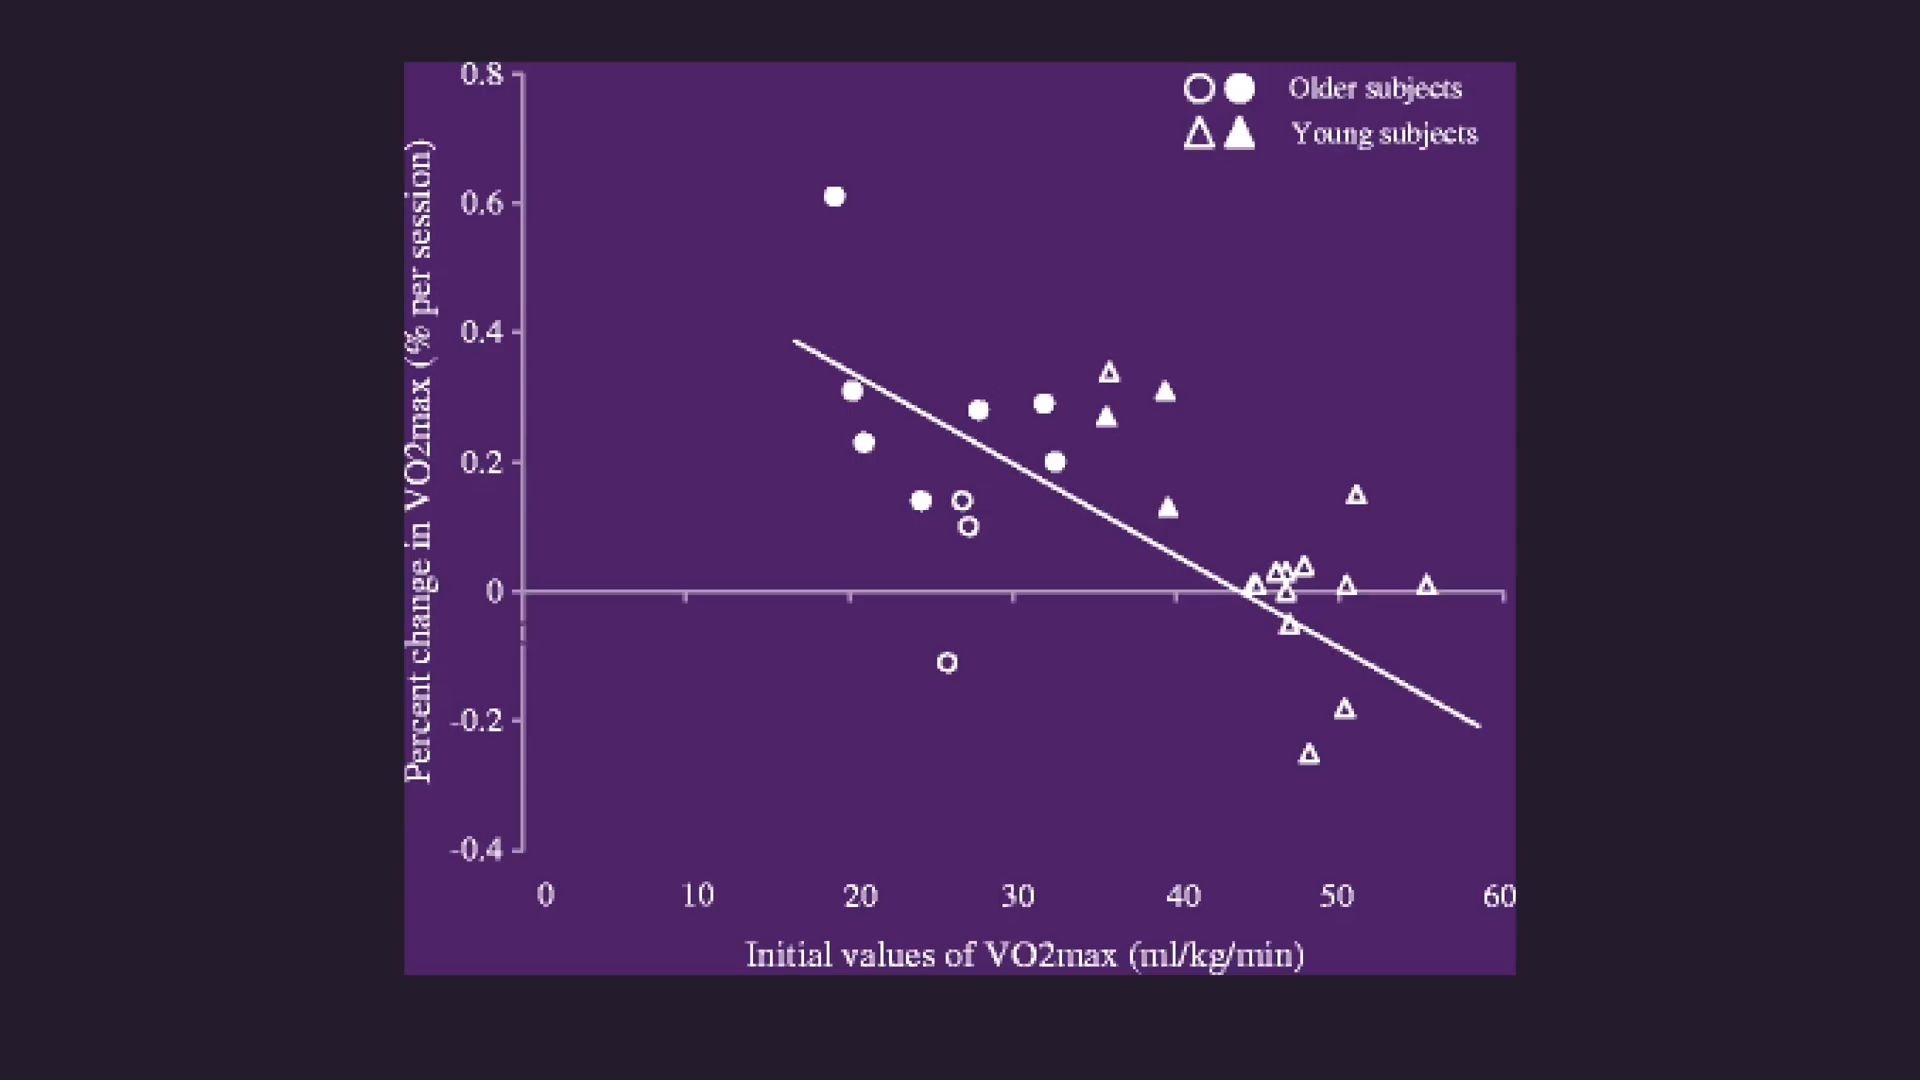 0.8
0.6
0.4
0.2
0
-0.2
-0.4
Percent change in VO2max (% per session)
Older subjects
Young subjects
0 10 20 30 40 50 60
Initial values of VO2max (ml/kg/min)